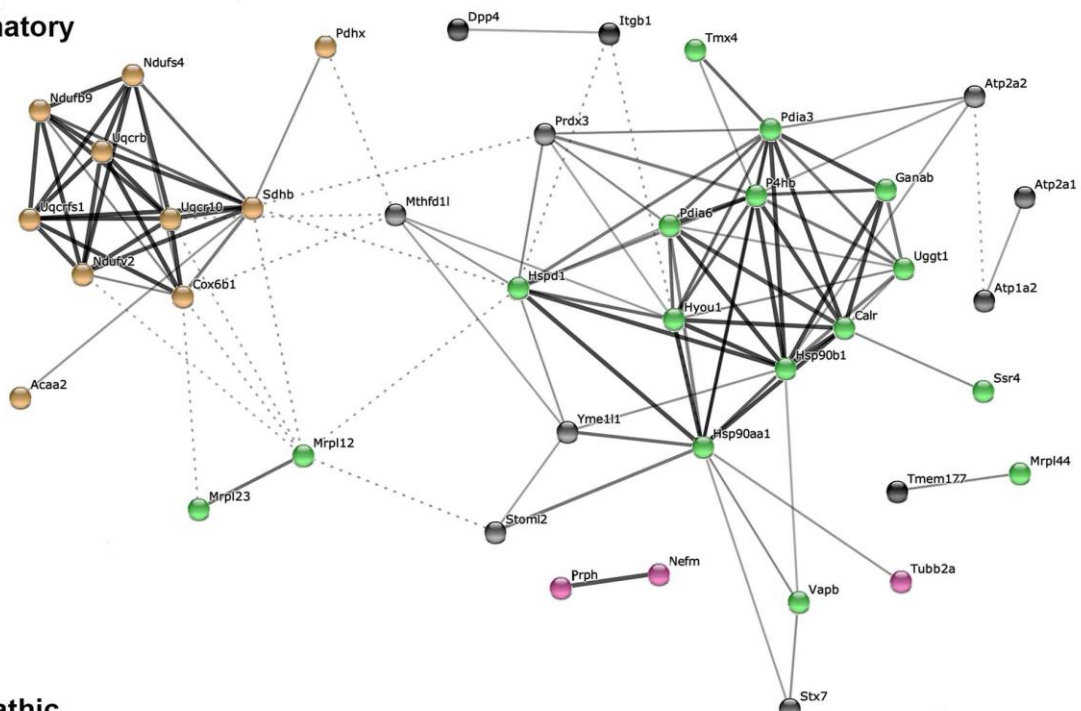 natory
Dpp4
Itgb1
Pdhx
Tmx4
Ndufs4
Ndufb9
Atp2a2
Pdia3
Prdx3
Uqcrb
Ganab
P4hb
Atp2a1
Sdhb
Mthfd1l
Uqcrfs1
Uqcr10
Pdia6
Uggt1
Ndufv2
Hspd1
Cox6b1
Atp1a2
Hyou1
Calr
Hsp90b1
Ssr4
Acaa2
Yme1l1
Hsp90aa1
Mrpl12
Mrpl44
Tmem177
Mrpl23
Stoml2
Nefm
Prph
Tubb2a
Vapb
Stx7
athic